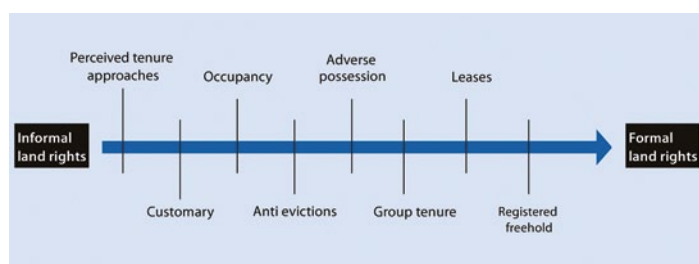 Perceived tenure
approaches
Occupancy
Adverse
possession
Leases
Informal
land rights
Formal
land rights
Customary
Anti evictions
Group tenure
Registered
freehold